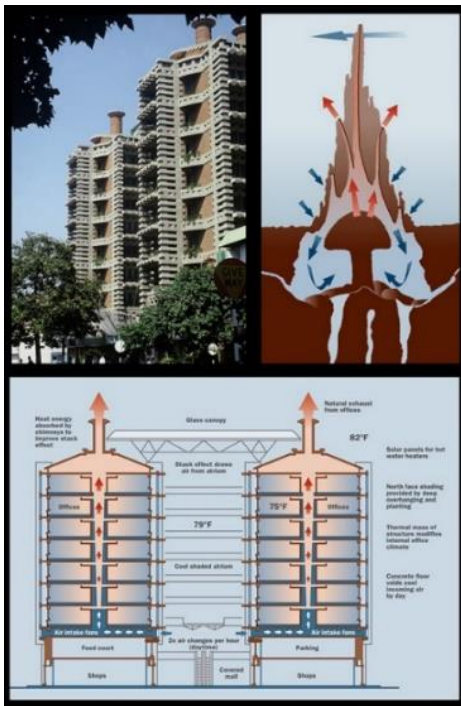 GIVE
WAY
Heat energy
absorbed by
chimneys to
improve stack
effect
Glass canopy
Natural exhaust
from offices
82°F
Stack effect draws
air from atrium
Solar panels for hot
water heaters
Offices
79°F
75°F
Offices
North face shading
provided by deep
overhanging and
planting
Thermal mass of
structure modifies
internal office
climate
Cool shaded atrium
Concrete floor
voids cool
incoming air
by day
Air intake fans
2x air changes per hour
(daytime)
Air intake fans
Food court
Parking
Shops
Covered
mall
Shops